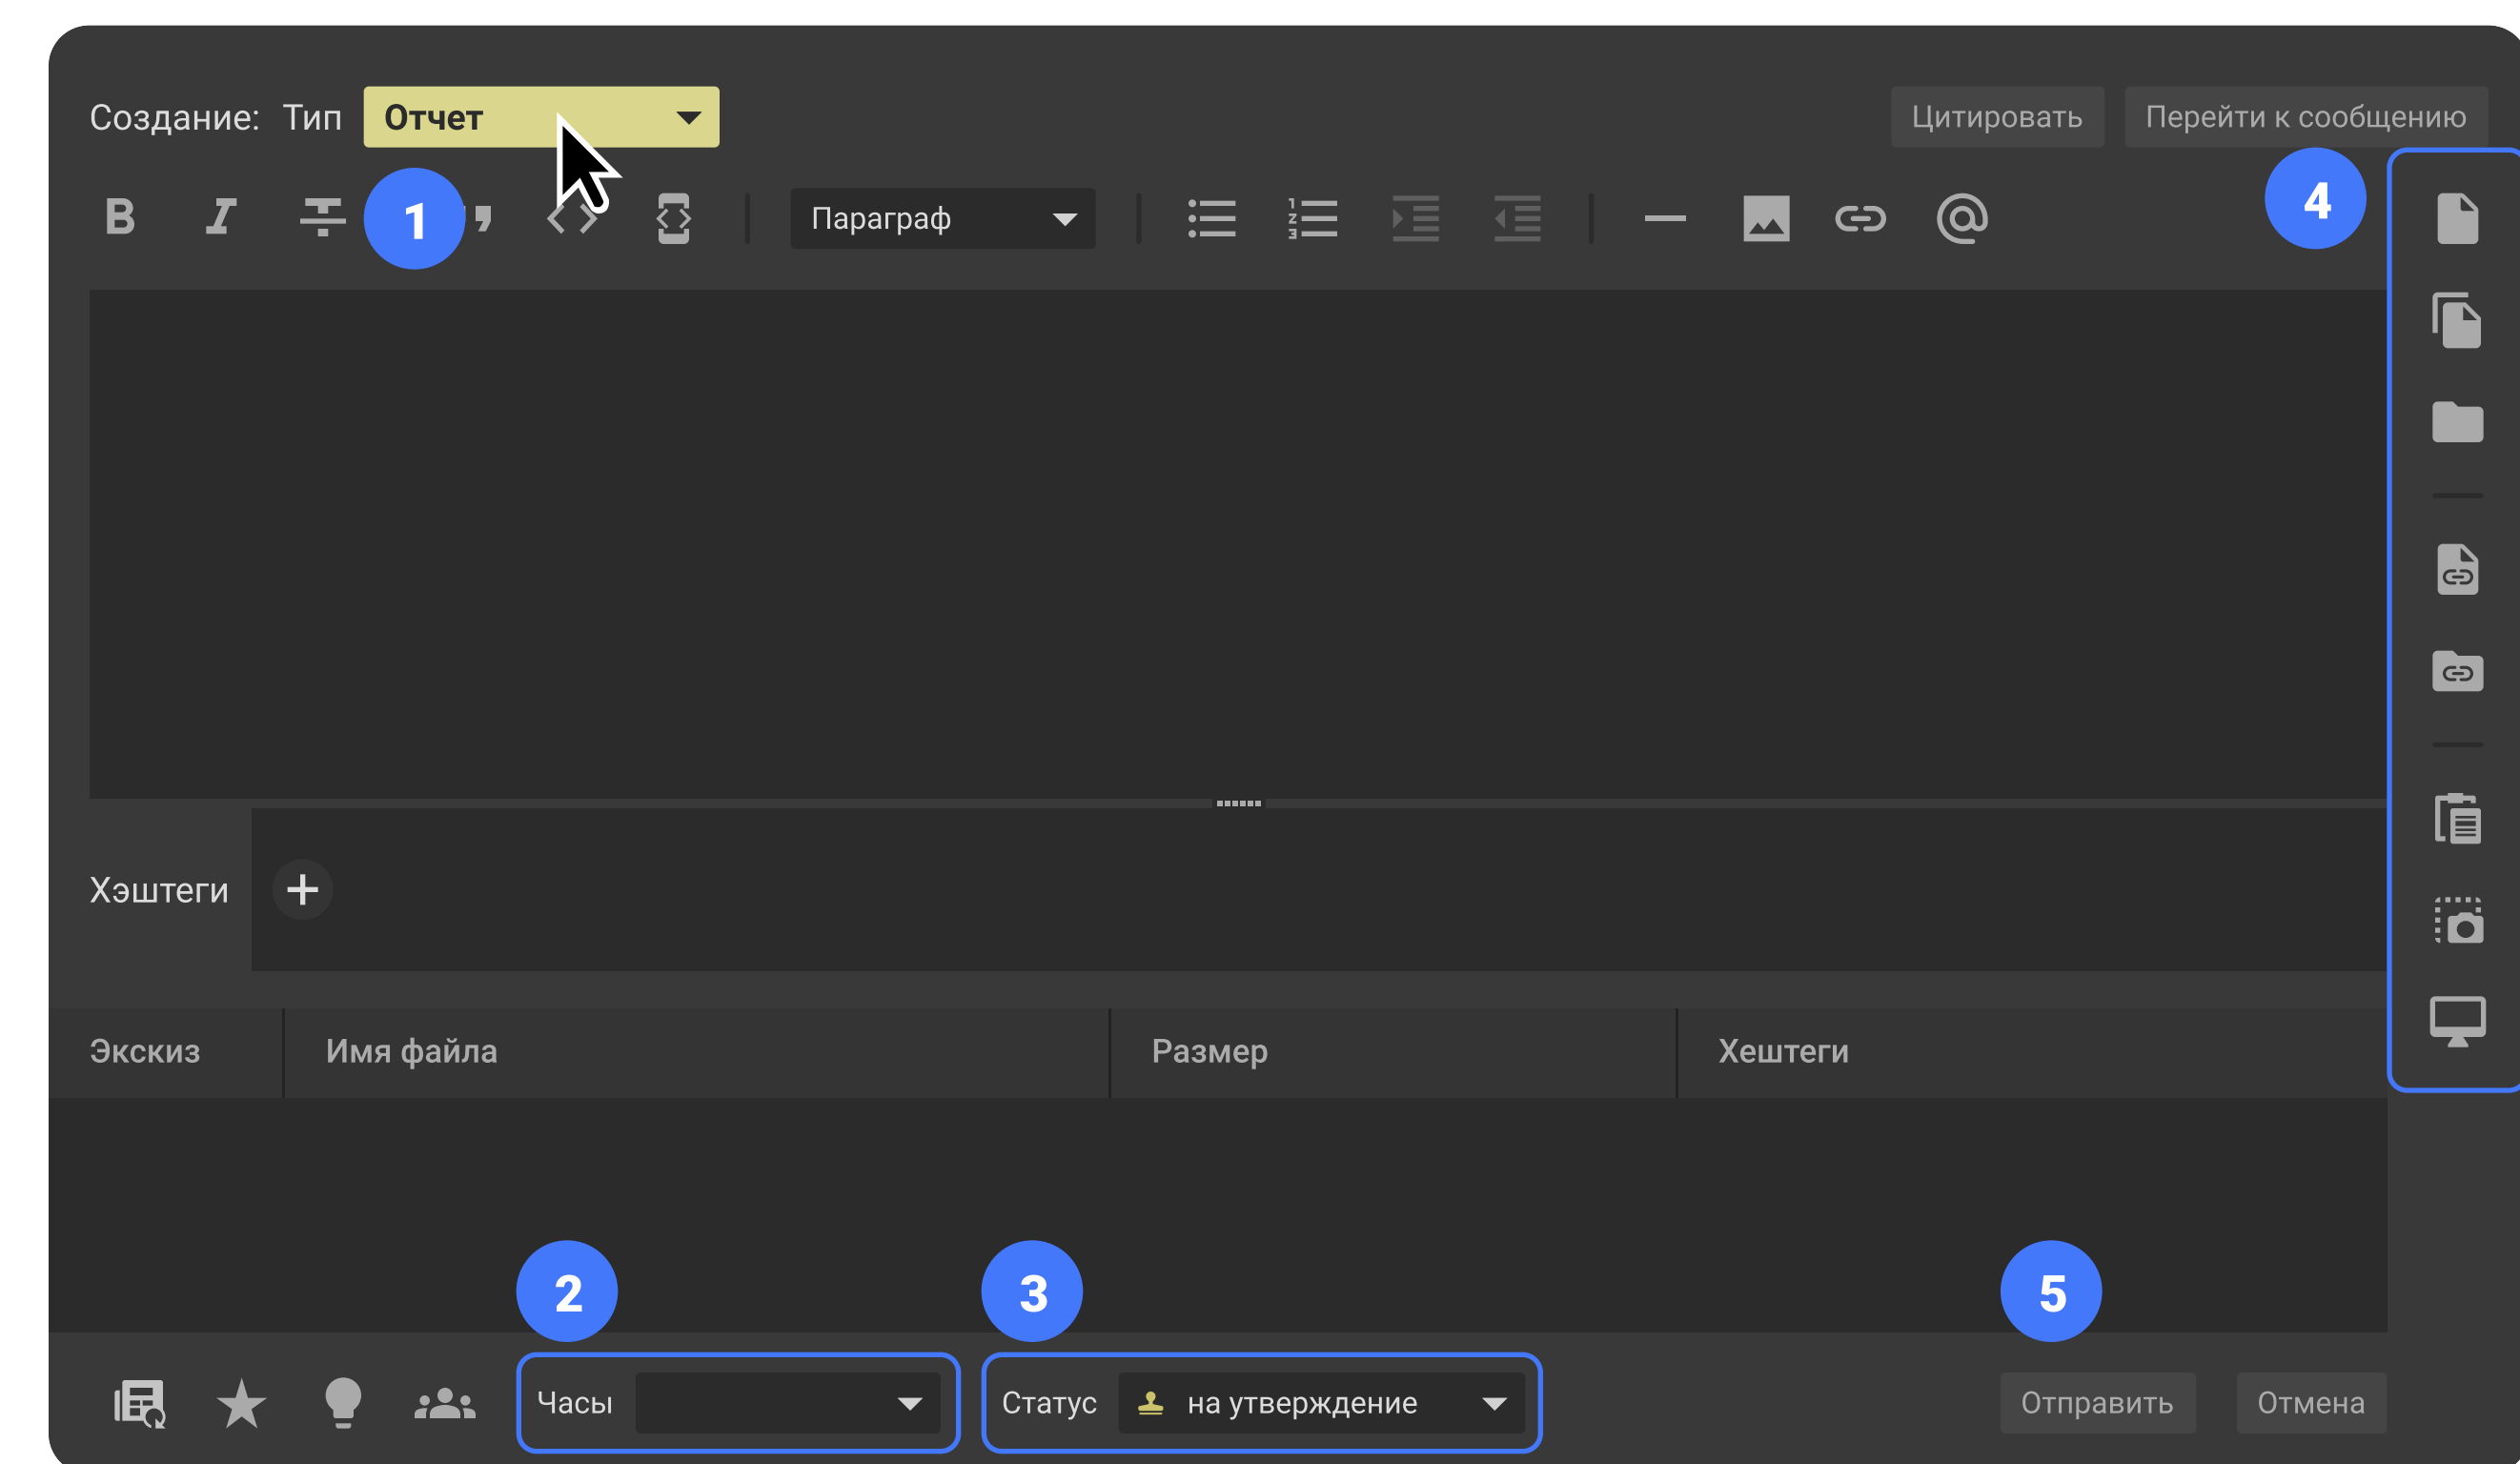 Создание: Тип Отчет Цитировать Перейти к сообщению
1 Параграф 4
Хэштеги
Экскиз Имя файла Размер Хештеги
2 3 5
Часы Статус на утверждение Отправить Отмена